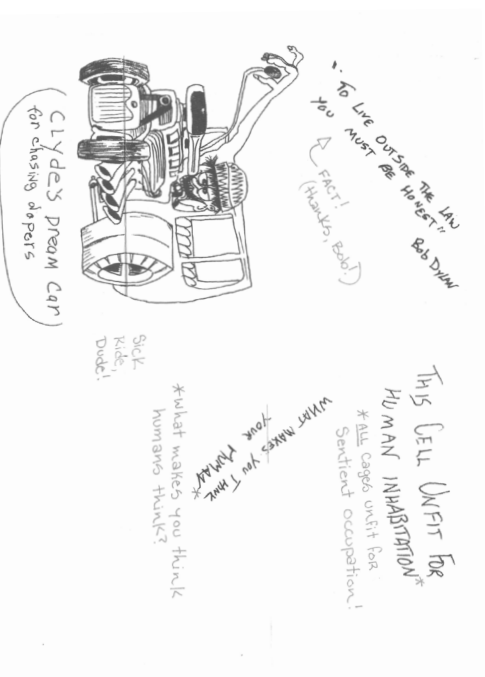 "TO LIVE OUTSIDE THE LAW
YOU MUST BE HONEST"
Bob DYLAN
FACT!
(thanks, Bob!)
CLyde's Dream Car
for chasing dopers
Sick
Ride,
Dude!
THIS CELL UNFIT FOR
HUMAN INHABITATION*
*ALL cages unfit for
Sentient occupation!
WHAT MAKES YOU THINK
YOUR HUMAN*
*What makes you think
humans think?